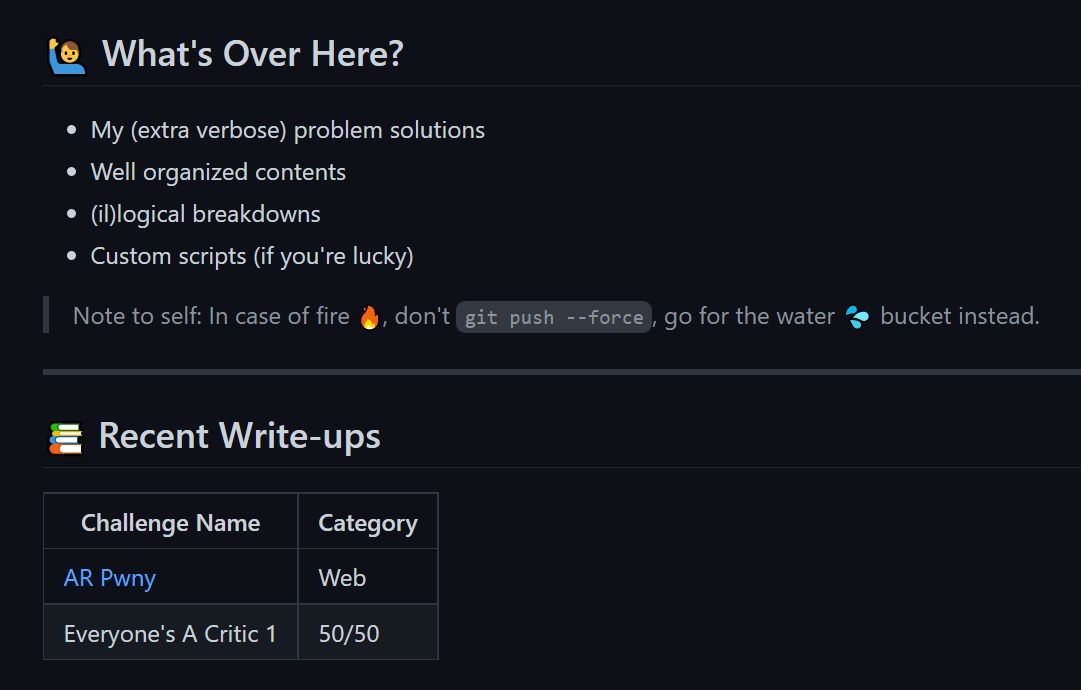 🙋‍♂️ What's Over Here?
My (extra verbose) problem solutions
Well organized contents
(il)logical breakdowns
Custom scripts (if you're lucky)
Note to self: In case of fire 🔥, don't git push --force, go for the water 💦 bucket instead.
📚 Recent Write-ups
Challenge Name Category
AR Pwny Web
Everyone's A Critic 1 50/50